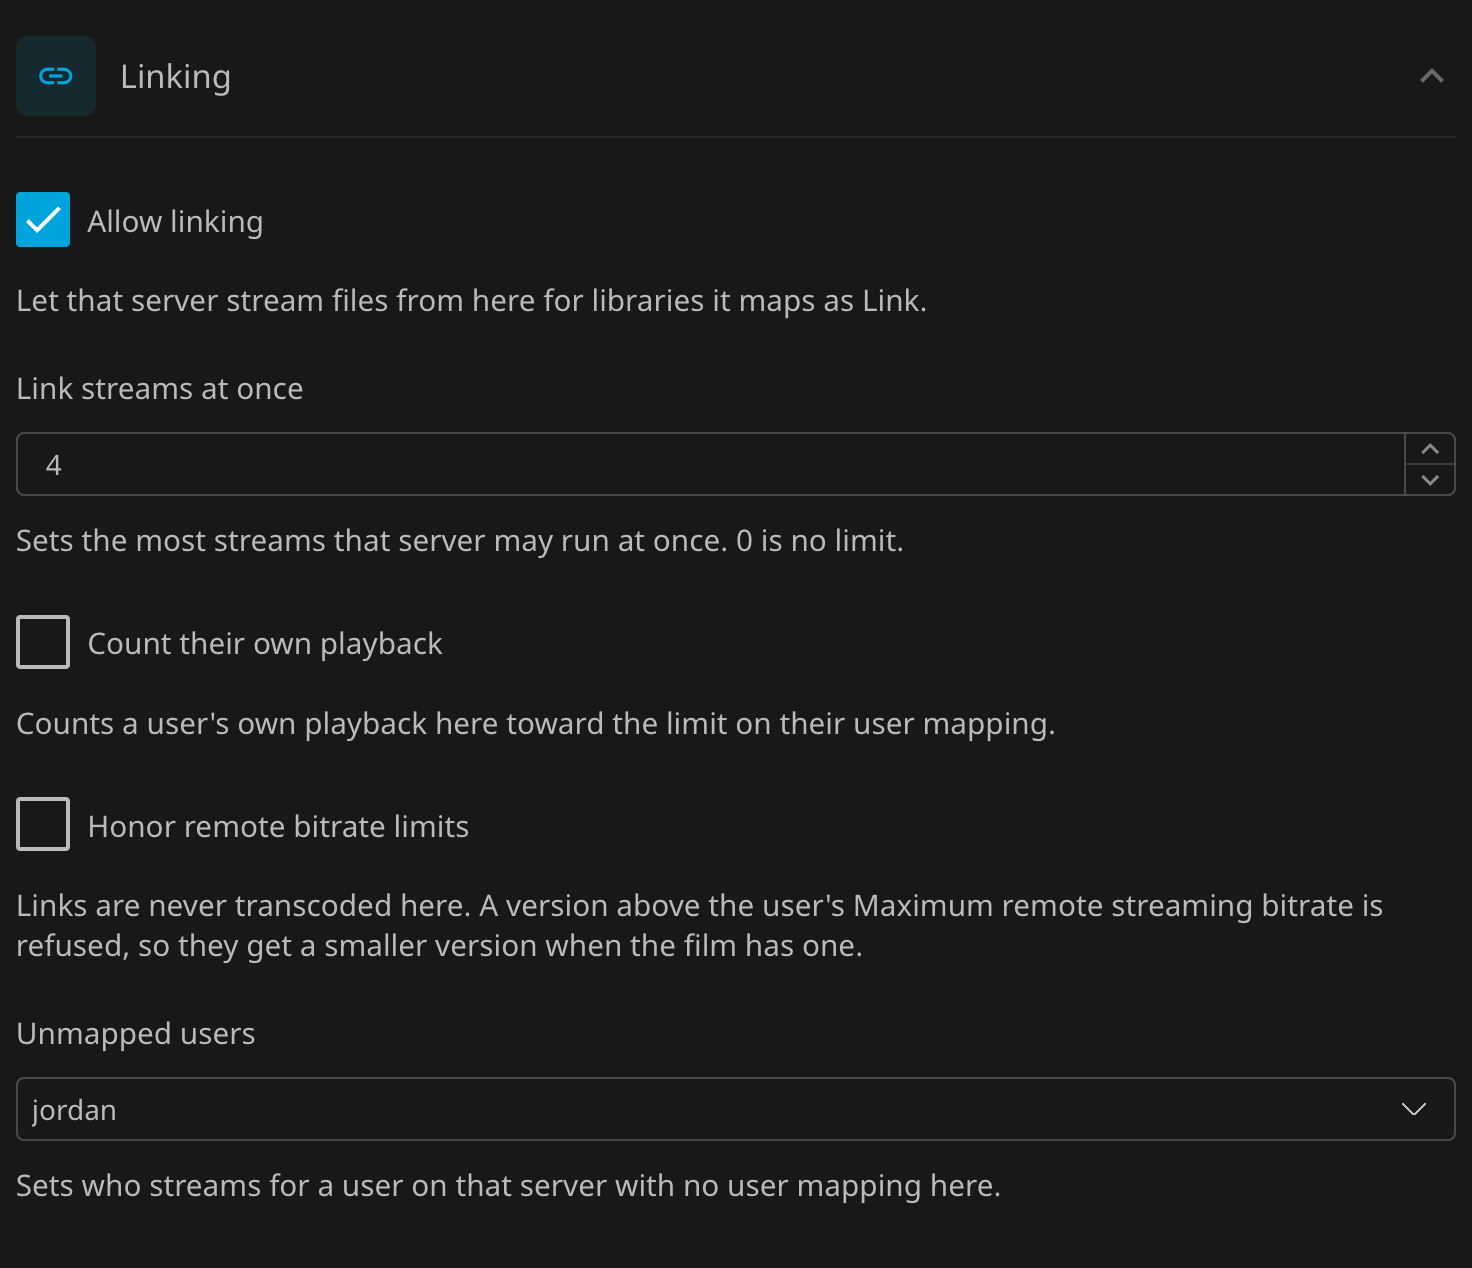 Linking
Allow linking
Let that server stream files from here for libraries it maps as Link.
Link streams at once
4
Sets the most streams that server may run at once. 0 is no limit.
Count their own playback
Counts a user's own playback here toward the limit on their user mapping.
Honor remote bitrate limits
Links are never transcoded here. A version above the user's Maximum remote streaming bitrate is
refused, so they get a smaller version when the film has one.
Unmapped users
jordan
Sets who streams for a user on that server with no user mapping here.